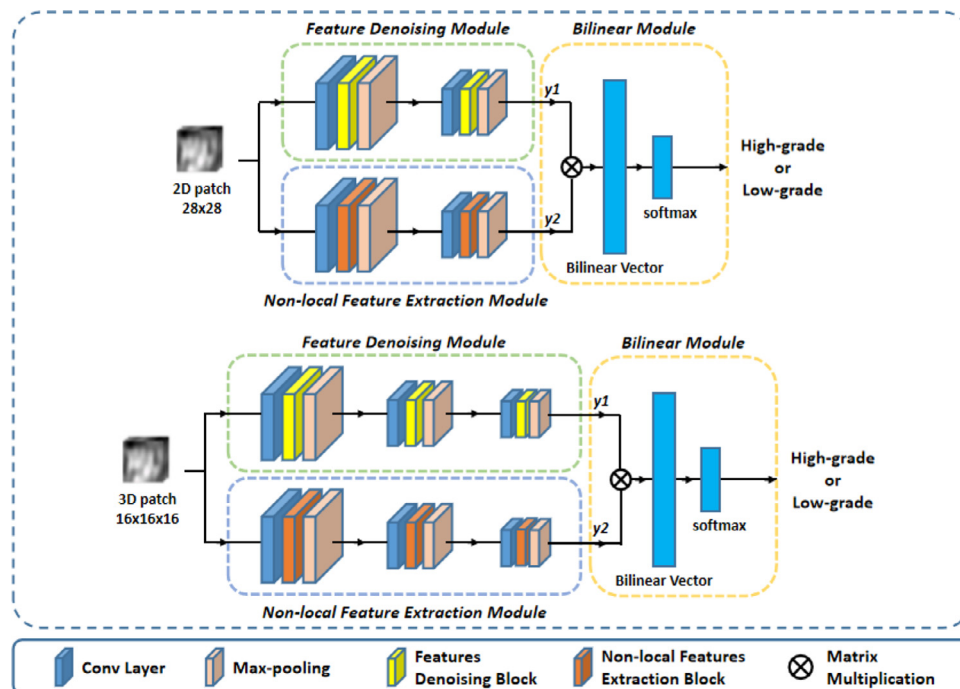 Feature Denoising Module
Bilinear Module
y1
2D patch
28x28
y2
softmax
Bilinear Vector
High-grade
or
Low-grade
Non-local Feature Extraction Module
Feature Denoising Module
Bilinear Module
y1
3D patch
16x16x16
y2
softmax
Bilinear Vector
High-grade
or
Low-grade
Non-local Feature Extraction Module
Conv Layer
Max-pooling
Features
Denoising Block
Non-local Features
Extraction Block
Matrix
Multiplication